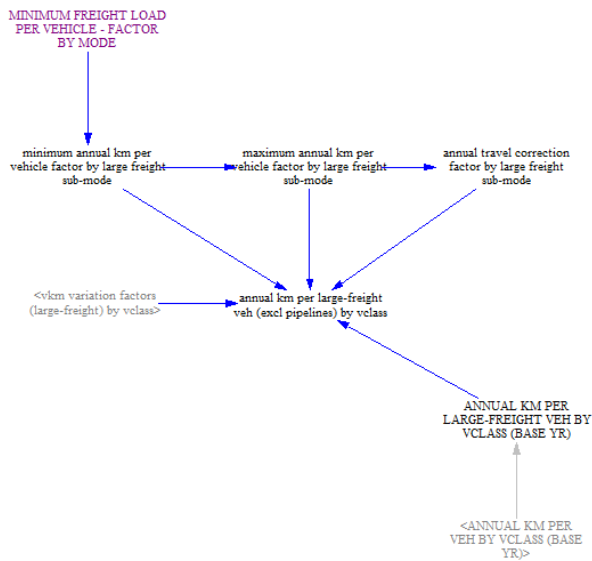 MINIMUM FREIGHT LOAD
PER VEHICLE - FACTOR
BY MODE
minimum annual km per
vehicle factor by large freight
sub-mode
maximum annual km per
vehicle factor by large freight
sub-mode
annual travel correction
factor by large freight
sub-mode
<vkm variation factors
(large-freight) by vclass>
annual km per large-freight
veh (excl pipelines) by vclass
ANNUAL KM PER
LARGE-FREIGHT VEH BY
VCLASS (BASE YR)
<ANNUAL KM PER
VEH BY VCLASS (BASE
YR)>